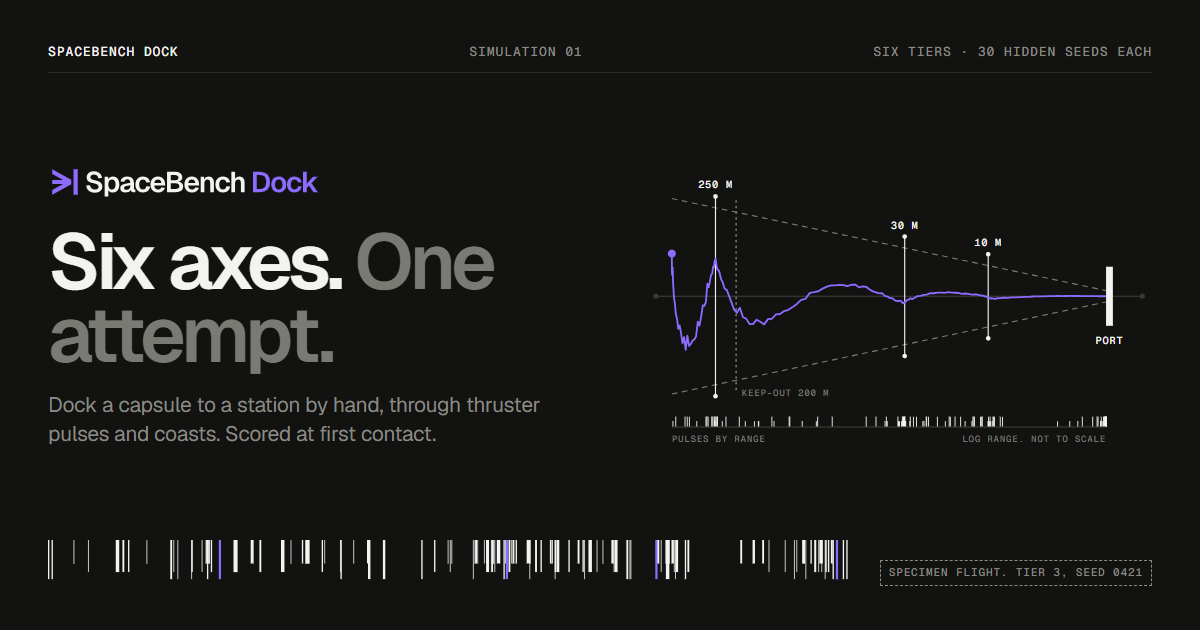 SPACEBENCH DOCK
SIMULATION 01
SIX TIERS · 30 HIDDEN SEEDS EACH
SpaceBench Dock
Six axes. One
attempt.
Dock a capsule to a station by hand, through thruster
pulses and coasts. Scored at first contact.
250 M
30 M
10 M
PORT
KEEP-OUT 200 M
PULSES BY RANGE
LOG RANGE. NOT TO SCALE
SPECIMEN FLIGHT. TIER 3, SEED 0421